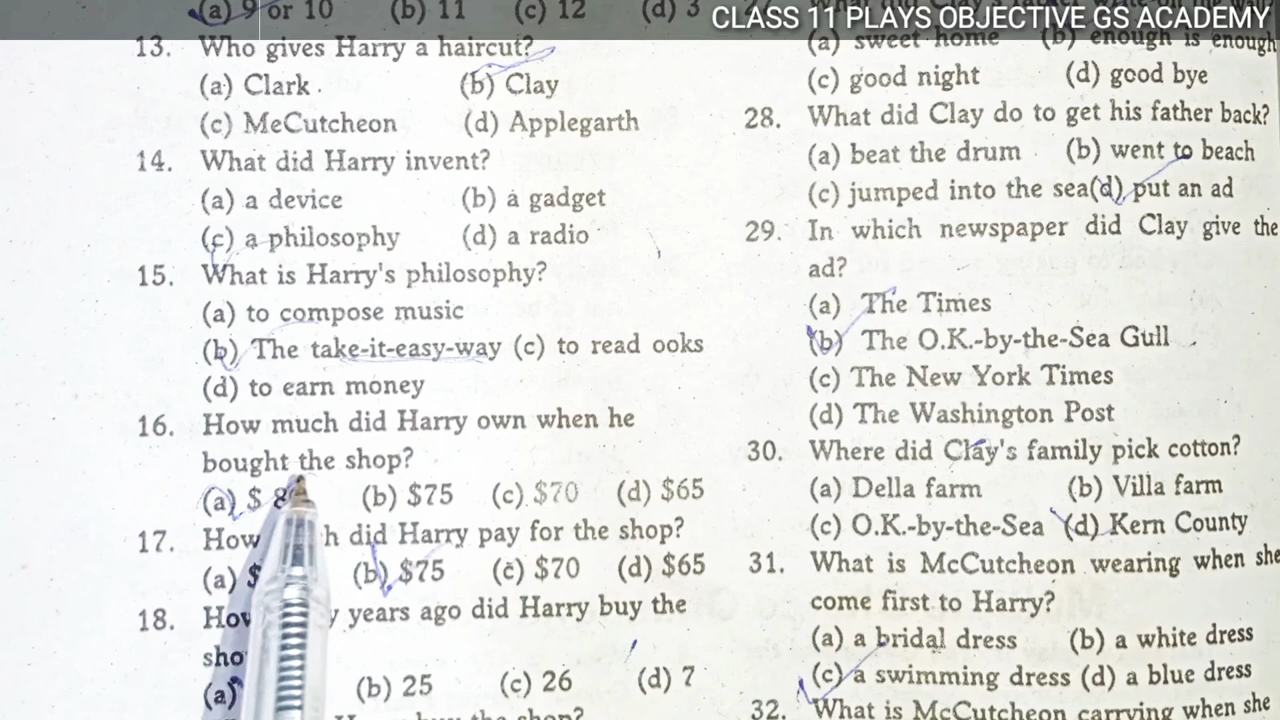 CLASS 11 PLAYS OBJECTIVE GS ACADEMY
(a) 9 or 10 (b) 11 (c) 12 (d) 3
13. Who gives Harry a haircut?
(a) Clark . (b) Clay
(c) MeCutcheon (d) Applegarth
14. What did Harry invent?
(a) a device (b) a gadget
(c) a philosophy (d) a radio
15. What is Harry's philosophy?
(a) to compose music
(b) The take-it-easy-way (c) to read ooks
(d) to earn money
16. How much did Harry own when he
bought the shop?
(a) $ (b) $75 (c) $70 (d) $65
17. How did Harry pay for the shop?
(a) $ (b) $75 (c) $70 (d) $65
18. years ago did Harry buy the
(a) (b) 25 (c) 26 (d) 7
the shop?
(a) sweet home (b) enough is enough
(c) good night (d) good bye
28. What did Clay do to get his father back?
(a) beat the drum (b) went to beach
(c) jumped into the sea(d) put an ad
29. In which newspaper did Clay give the
ad?
(a) The Times
(b) The O.K.-by-the-Sea Gull
(c) The New York Times
(d) The Washington Post
30. Where did Clay's family pick cotton?
(a) Della farm (b) Villa farm
(c) O.K.-by-the-Sea (d) Kern County
31. What is McCutcheon wearing when she
come first to Harry?
(a) a bridal dress (b) a white dress
(c) a swimming dress (d) a blue dress
32. What is McCutcheon carrying when she